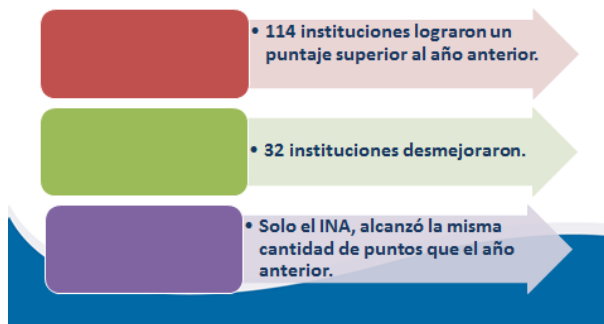 • 114 instituciones lograron un
puntaje superior al año anterior.
• 32 instituciones desmejoraron.
• Solo el INA, alcanzó la misma
cantidad de puntos que el año
anterior.